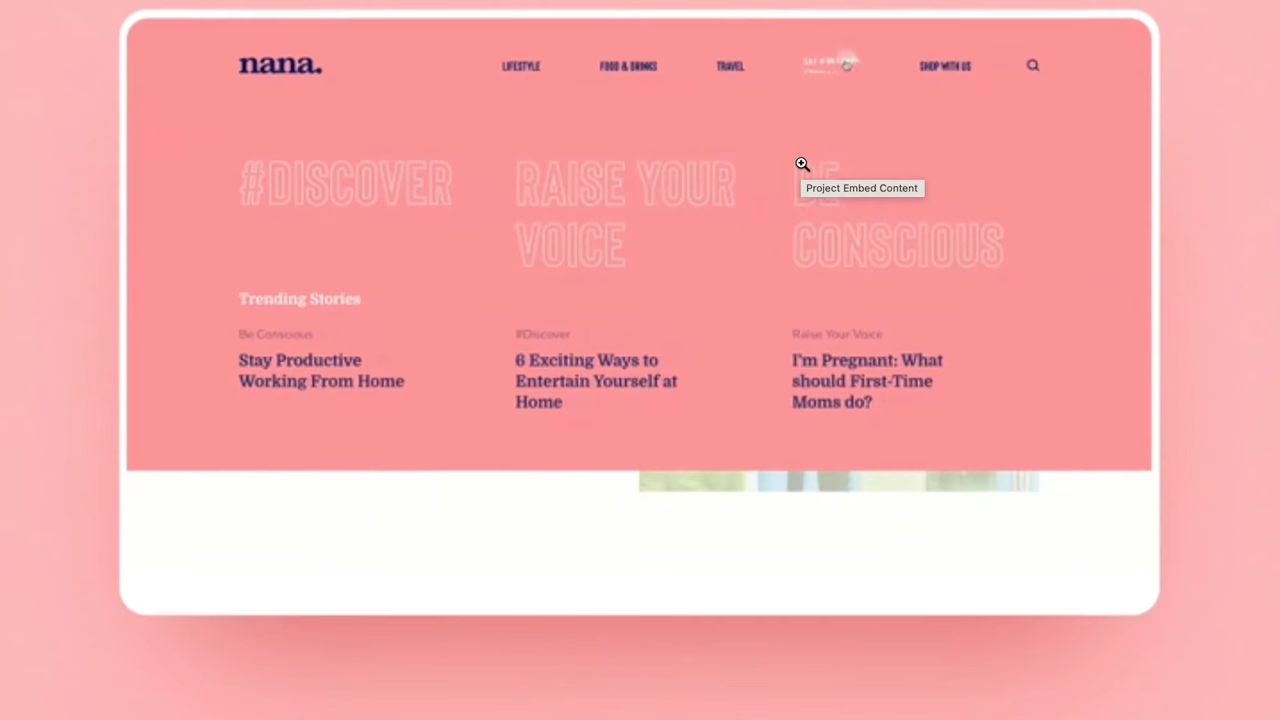 nana.
LIFESTYLE FOOD & DRINKS TRAVEL SHOP WITH US
#DISCOVER
RAISE YOUR
VOICE
BE
CONSCIOUS
Project Embed Content
Trending Stories
Be Conscious
Stay Productive
Working From Home
#Discover
6 Exciting Ways to
Entertain Yourself at
Home
Raise Your Voice
I'm Pregnant: What
should First-Time
Moms do?